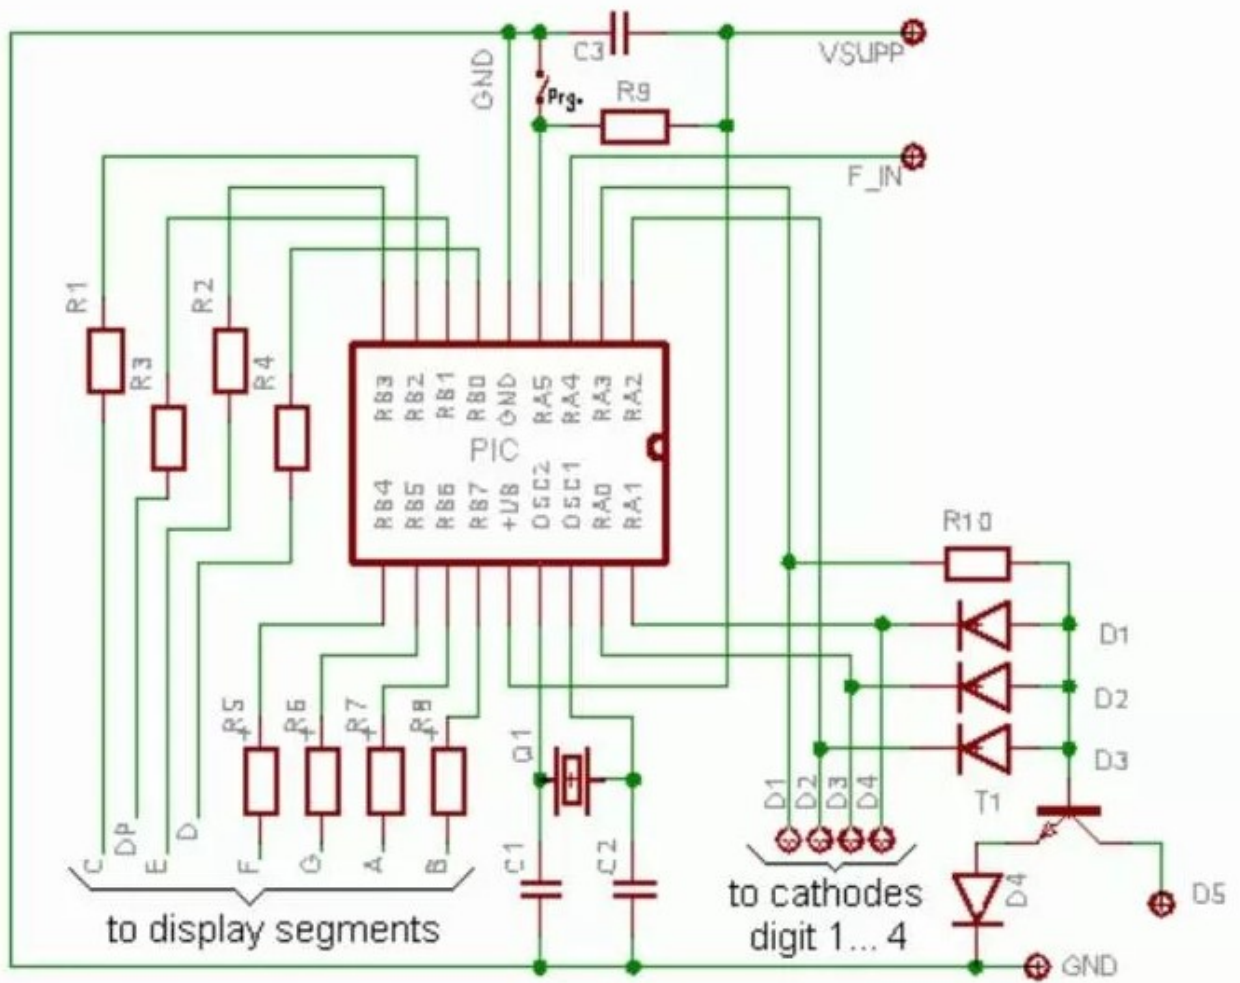 VSUPP
C3
GND
Prg.
R9
F_IN
R1
R2
R3
R4
RB3
RB2
RB1
RB0
GND
RA5
RA4
RA3
RA2
PIC
RB4
RB5
RB6
RB7
+UB
OSC2
OSC1
RA0
RA1
R10
D1
D2
D3
R5
R6
R7
R8
Q1
D1
D2
D3
D4
T1
C
DP
E
D
F
G
A
B
C1
C2
to display segments
to cathodes
digit 1... 4
D4
D5
GND